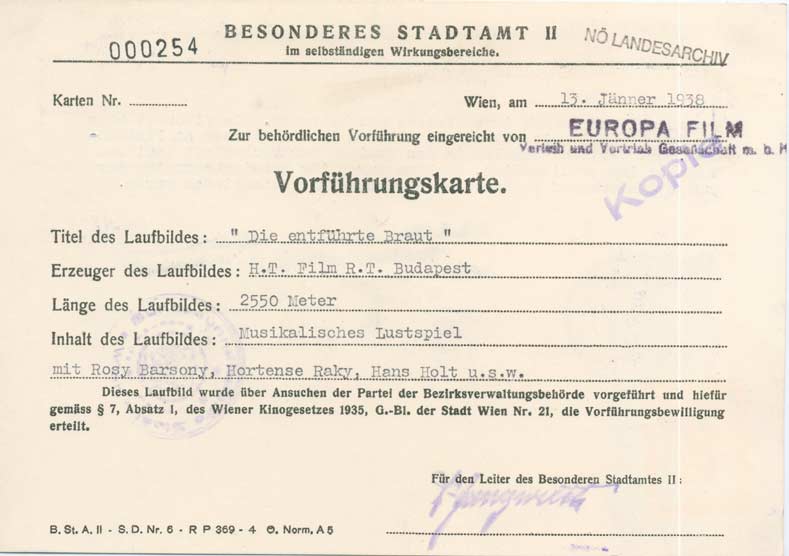 000254
BESONDERES STADTAMT II
NÖ LANDESARCHIV
im selbständigen Wirkungsbereiche.
Karten Nr. ............
Wien, am 13. Jänner 1938
Zur behördlichen Vorführung eingereicht von EUROPA FILM
Verleih und Vertrieb Gesellschaft m. b. H
Kopie
Vorführungskarte.
Titel des Laufbildes: " Die entführte Braut "
Erzeuger des Laufbildes: H.T. Film R.T. Budapest
Länge des Laufbildes: 2550 Meter
Inhalt des Laufbildes: Musikalisches Lustspiel
mit Rosy Barsony, Hortense Raky, Hans Holt u.s.w.
Dieses Laufbild wurde über Ansuchen der Partei der Bezirksverwaltungsbehörde vorgeführt und hiefür
gemäss § 7, Absatz I, des Wiener Kinogesetzes 1935, G.-Bl. der Stadt Wien Nr. 21, die Vorführungsbewilligung
erteilt.
Für den Leiter des Besonderen Stadtamtes II:
B. St. A. II - S. D. Nr. 6 - R P 369 - 4 Ö. Norm, A 5